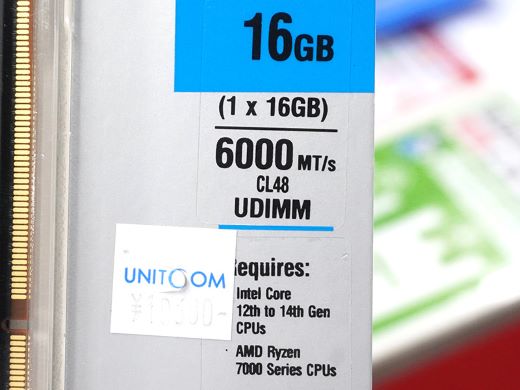 16GB
(1 x 16GB)
6000 MT/s
CL48
UDIMM
UNITCOM
equires:
Intel Core
12th to 14th Gen
CPUs
AMD Ryzen
7000 Series CPUs